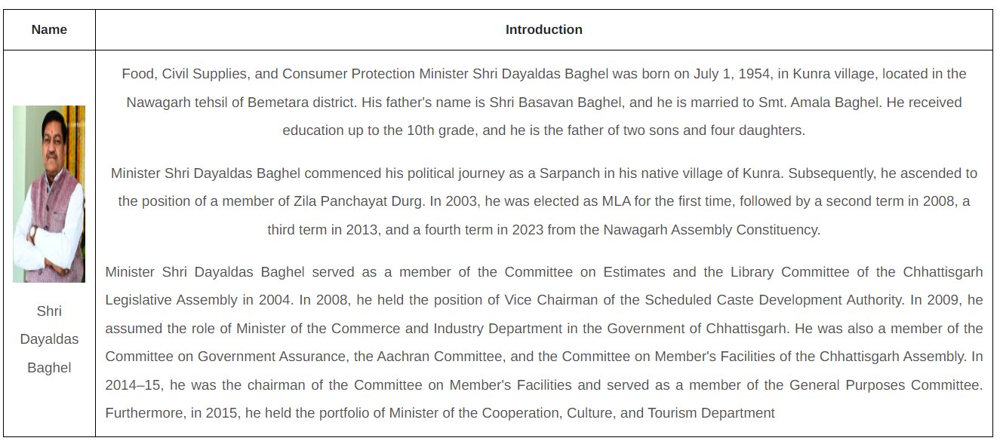 Name
Introduction
Shri
Dayaldas
Baghel
Food, Civil Supplies, and Consumer Protection Minister Shri Dayaldas Baghel was born on July 1, 1954, in Kunra village, located in the
Nawagarh tehsil of Bemetara district. His father's name is Shri Basavan Baghel, and he is married to Smt. Amala Baghel. He received
education up to the 10th grade, and he is the father of two sons and four daughters.
Minister Shri Dayaldas Baghel commenced his political journey as a Sarpanch in his native village of Kunra. Subsequently, he ascended to
the position of a member of Zila Panchayat Durg. In 2003, he was elected as MLA for the first time, followed by a second term in 2008, a
third term in 2013, and a fourth term in 2023 from the Nawagarh Assembly Constituency.
Minister Shri Dayaldas Baghel served as a member of the Committee on Estimates and the Library Committee of the Chhattisgarh
Legislative Assembly in 2004. In 2008, he held the position of Vice Chairman of the Scheduled Caste Development Authority. In 2009, he
assumed the role of Minister of the Commerce and Industry Department in the Government of Chhattisgarh. He was also a member of the
Committee on Government Assurance, the Aachran Committee, and the Committee on Member's Facilities of the Chhattisgarh Assembly. In
2014–15, he was the chairman of the Committee on Member's Facilities and served as a member of the General Purposes Committee.
Furthermore, in 2015, he held the portfolio of Minister of the Cooperation, Culture, and Tourism Department